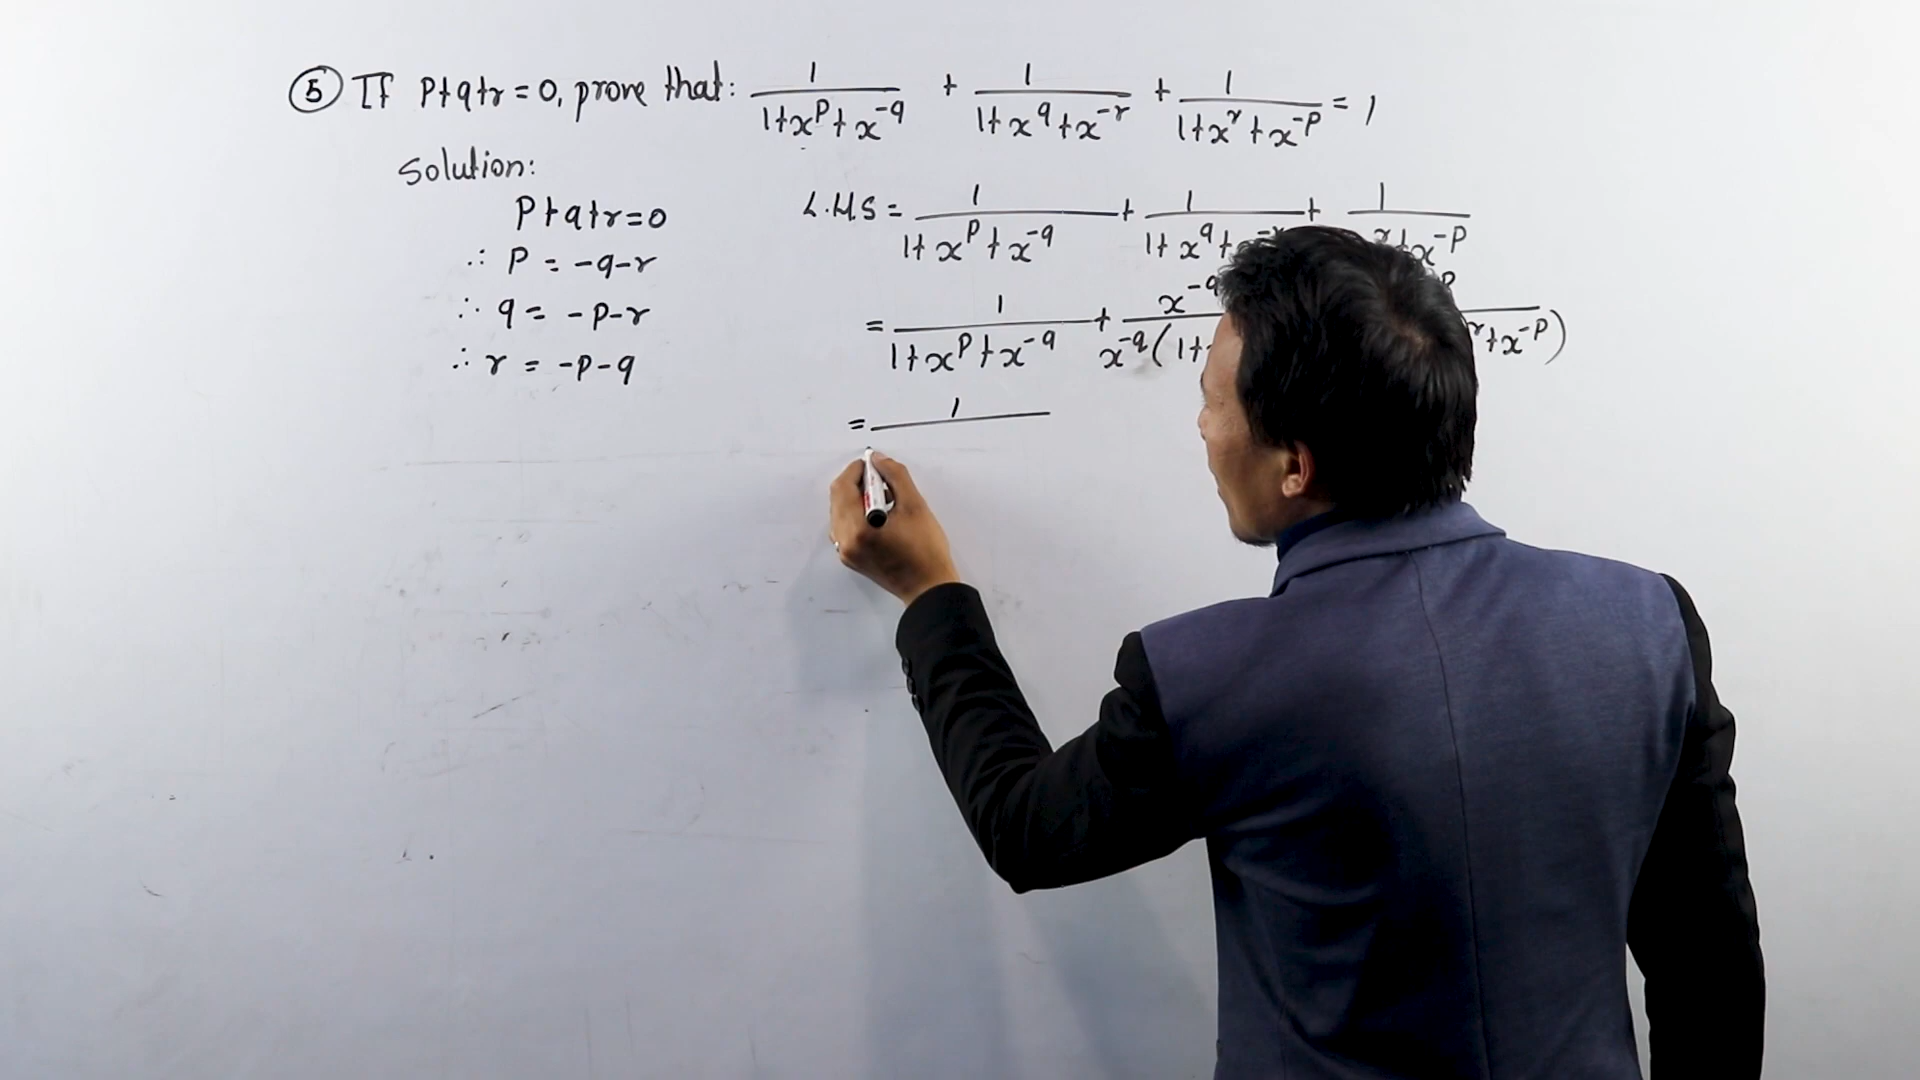 5 If p+q+r=0, prove that: 1/(1+x^p+x^-q) + 1/(1+x^q+x^-r) + 1/(1+x^r+x^-p) = 1
Solution:
p+q+r=0 L.H.S = 1/(1+x^p+x^-q) + 1/(1+x^q+ + 1/ x^-p
∴ p = -q-r
= 1/(1+x^p+x^-q) + x^-q/x^-q(1+ +x^-p)
∴ q = -p-r
∴ r = -p-q
= 1/